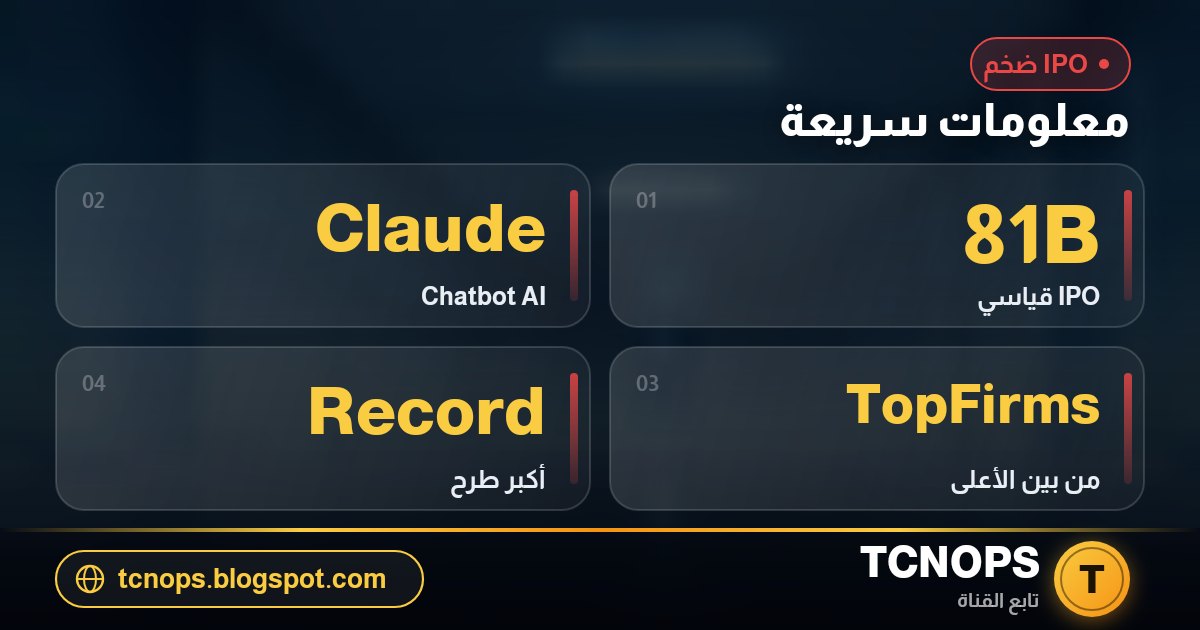 • IPO ضخم
معلومات سريعة
01
81B
IPO قياسي
02
Claude
Chatbot AI
03
TopFirms
من بين الأعلى
04
Record
أكبر طرح
T
TCNOPS
تابع القناة
tcnops.blogspot.com